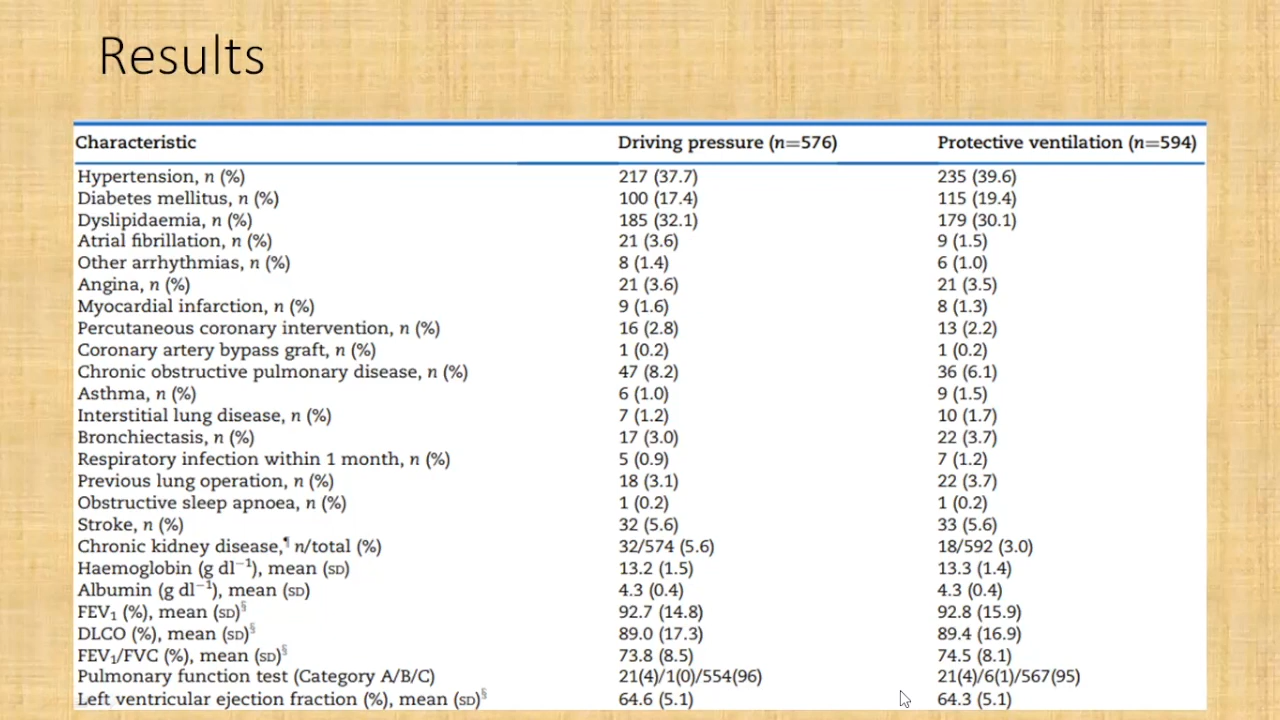 Results
Characteristic Driving pressure (n=576) Protective ventilation (n=594)
Hypertension, n (%) 217 (37.7) 235 (39.6)
Diabetes mellitus, n (%) 100 (17.4) 115 (19.4)
Dyslipidaemia, n (%) 185 (32.1) 179 (30.1)
Atrial fibrillation, n (%) 21 (3.6) 9 (1.5)
Other arrhythmias, n (%) 8 (1.4) 6 (1.0)
Angina, n (%) 21 (3.6) 21 (3.5)
Myocardial infarction, n (%) 9 (1.6) 8 (1.3)
Percutaneous coronary intervention, n (%) 16 (2.8) 13 (2.2)
Coronary artery bypass graft, n (%) 1 (0.2) 1 (0.2)
Chronic obstructive pulmonary disease, n (%) 47 (8.2) 36 (6.1)
Asthma, n (%) 6 (1.0) 9 (1.5)
Interstitial lung disease, n (%) 7 (1.2) 10 (1.7)
Bronchiectasis, n (%) 17 (3.0) 22 (3.7)
Respiratory infection within 1 month, n (%) 5 (0.9) 7 (1.2)
Previous lung operation, n (%) 18 (3.1) 22 (3.7)
Obstructive sleep apnoea, n (%) 1 (0.2) 1 (0.2)
Stroke, n (%) 32 (5.6) 33 (5.6)
Chronic kidney disease,¶ n/total (%) 32/574 (5.6) 18/592 (3.0)
Haemoglobin (g dl⁻¹), mean (SD) 13.2 (1.5) 13.3 (1.4)
Albumin (g dl⁻¹), mean (SD) 4.3 (0.4) 4.3 (0.4)
FEV₁ (%), mean (SD)§ 92.7 (14.8) 92.8 (15.9)
DLCO (%), mean (SD)§ 89.0 (17.3) 89.4 (16.9)
FEV₁/FVC (%), mean (SD)§ 73.8 (8.5) 74.5 (8.1)
Pulmonary function test (Category A/B/C) 21(4)/1(0)/554(96) 21(4)/6(1)/567(95)
Left ventricular ejection fraction (%), mean (SD)§ 64.6 (5.1) 64.3 (5.1)